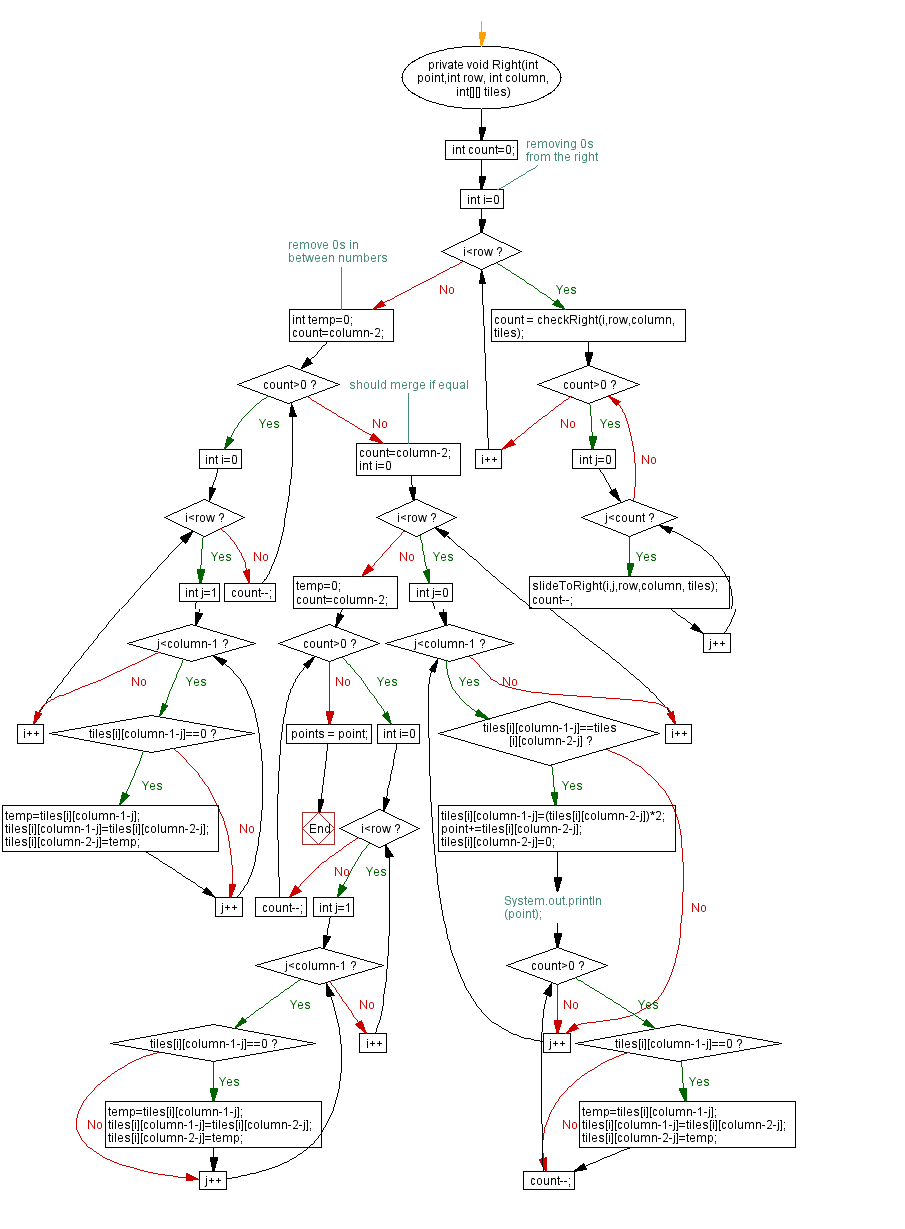 private void Right(int
point,int row, int column,
int[][] tiles)
int count=0;
removing 0s
from the right
int i=0
i<row ?
remove 0s in
between numbers
No
Yes
int temp=0;
count=column-2;
count = checkRight(i,row,column,
tiles);
count>0 ?
should merge if equal
count>0 ?
Yes
No
No
Yes
int i=0
count=column-2;
int i=0
i++
int j=0
No
i<row ?
i<row ?
j<count ?
Yes
No
No
Yes
Yes
int j=1
count--;
temp=0;
count=column-2;
int j=0
slideToRight(i,j,row,column, tiles);
count--;
j<column-1 ?
count>0 ?
j<column-1 ?
j++
No
Yes
No
Yes
Yes
No
i++
tiles[i][column-1-j]==0 ?
points = point;
int i=0
tiles[i][column-1-j]==tiles
[i][column-2-j] ?
i++
Yes
Yes
temp=tiles[i][column-1-j];
tiles[i][column-1-j]=tiles[i][column-2-j];
tiles[i][column-2-j]=temp;
No
End
i<row ?
tiles[i][column-1-j]=(tiles[i][column-2-j])*2;
point+=tiles[i][column-2-j];
tiles[i][column-2-j]=0;
No
Yes
j++
count--;
int j=1
System.out.println
(point);
No
j<column-1 ?
count>0 ?
Yes
No
No
Yes
tiles[i][column-1-j]==0 ?
i++
j++
tiles[i][column-1-j]==0 ?
Yes
Yes
No
temp=tiles[i][column-1-j];
tiles[i][column-1-j]=tiles[i][column-2-j];
tiles[i][column-2-j]=temp;
No
temp=tiles[i][column-1-j];
tiles[i][column-1-j]=tiles[i][column-2-j];
tiles[i][column-2-j]=temp;
j++
count--;